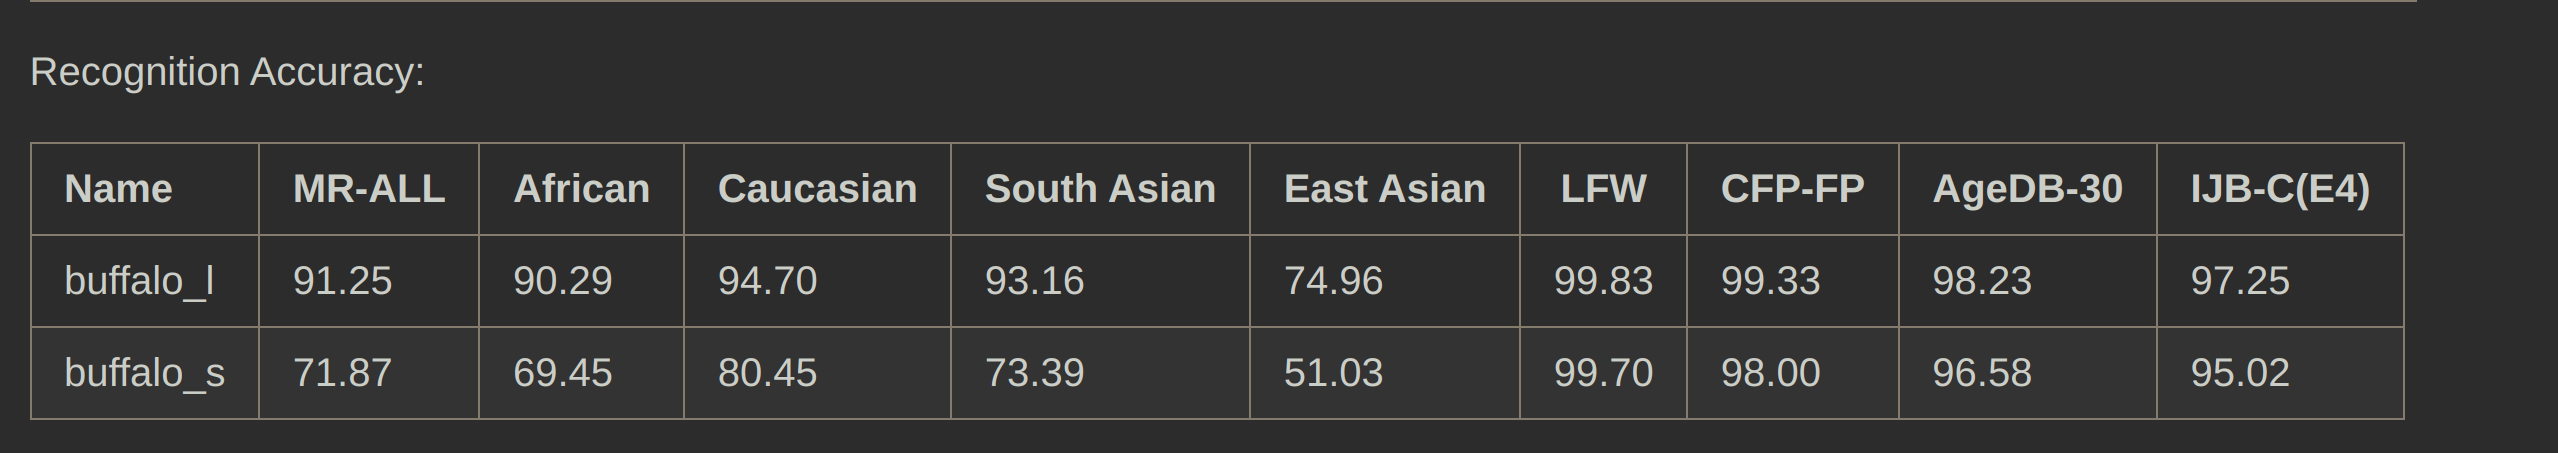 Recognition Accuracy:
Name MR-ALL African Caucasian South Asian East Asian LFW CFP-FP AgeDB-30 IJB-C(E4)
buffalo_l 91.25 90.29 94.70 93.16 74.96 99.83 99.33 98.23 97.25
buffalo_s 71.87 69.45 80.45 73.39 51.03 99.70 98.00 96.58 95.02